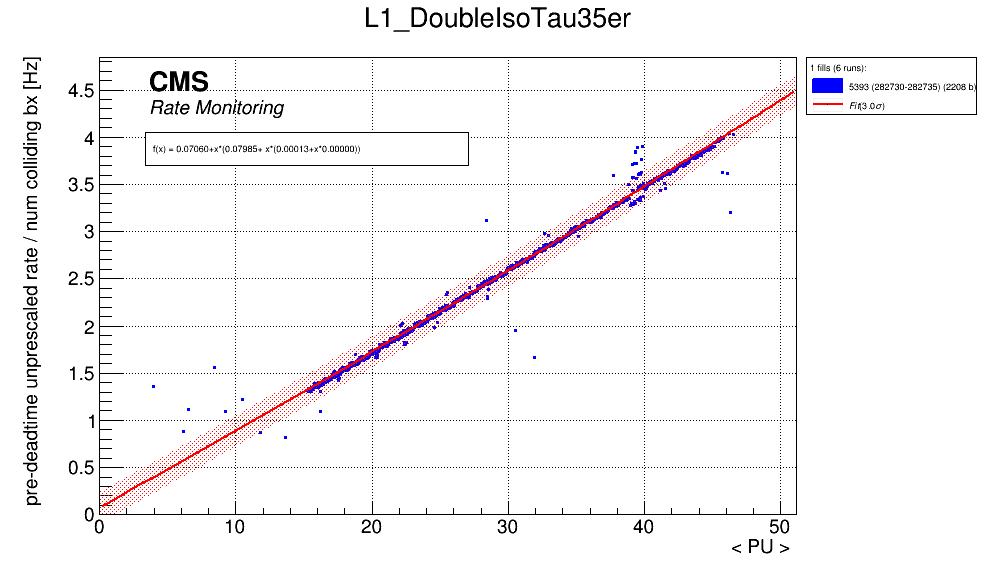 L1_DoubleIsoTau35er
pre-deadtime unprescaled rate / num colliding bx [Hz]
CMS
Rate Monitoring
f(x) = 0.07060+x*(0.07985+ x*(0.00013+x*0.00000))
1 fills (6 runs):
5393 (282730-282735) (2208 b)
Fit(3.0σ)
4.5
4
3.5
3
2.5
2
1.5
1
0.5
0
0 10 20 30 40 50
< PU >